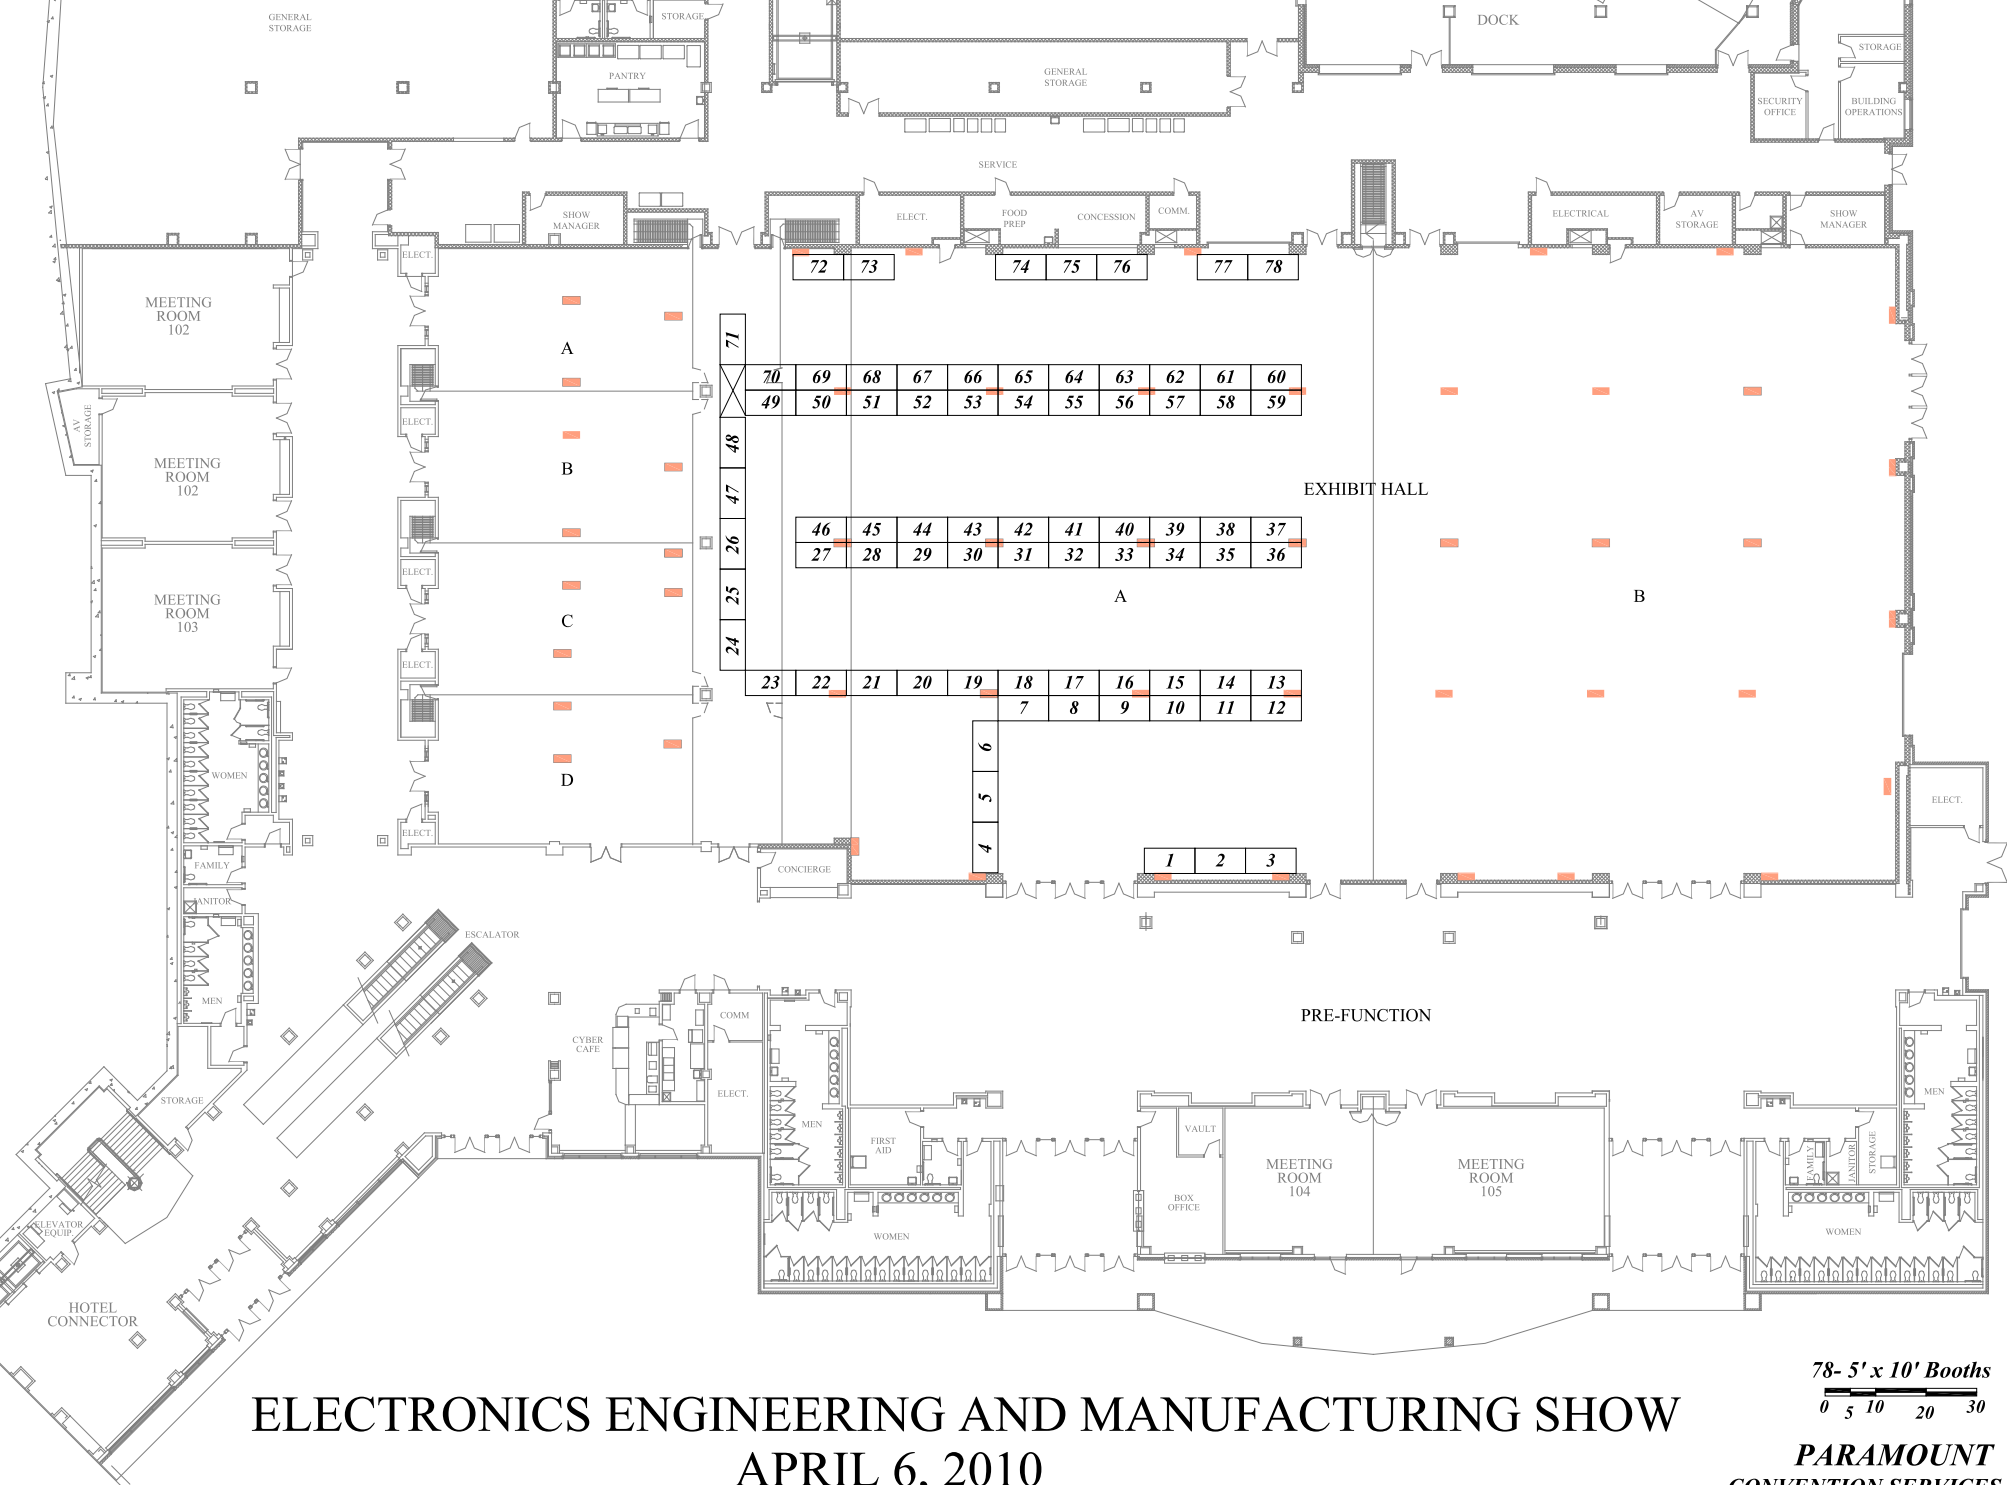 GENERAL
STORAGE
STORAGE
DOCK
STORAGE
PANTRY
GENERAL
STORAGE
SECURITY
OFFICE
BUILDING
OPERATIONS
SERVICE
SHOW
MANAGER
ELECT.
FOOD
PREP
CONCESSION
COMM.
ELECTRICAL
AV
STORAGE
SHOW
MANAGER
ELECT.
72 73 74 75 76 77 78
MEETING
ROOM
102
A
71
70 69 68 67 66 65 64 63 62 61 60
49 50 51 52 53 54 55 56 57 58 59
AV
STORAGE
ELECT.
48
MEETING
ROOM
102
B
47
EXHIBIT HALL
46 45 44 43 42 41 40 39 38 37
26
27 28 29 30 31 32 33 34 35 36
ELECT.
25
A
B
MEETING
ROOM
103
C
24
ELECT.
23 22 21 20 19 18 17 16 15 14 13
7 8 9 10 11 12
6
WOMEN
D
5
ELECT.
ELECT.
4
1 2 3
FAMILY
CONCIERGE
JANITOR
ESCALATOR
MEN
COMM
PRE-FUNCTION
CYBER
CAFE
ELECT.
STORAGE
MEN
MEN
FIRST
AID
VAULT
MEETING
ROOM
104
MEETING
ROOM
105
FAMILY
JANITOR
STORAGE
BOX
OFFICE
ELEVATOR
EQUIP.
WOMEN
WOMEN
HOTEL
CONNECTOR
78- 5' x 10' Booths
0 5 10 20 30
ELECTRONICS ENGINEERING AND MANUFACTURING SHOW
APRIL 6, 2010
PARAMOUNT
CONVENTION SERVICES